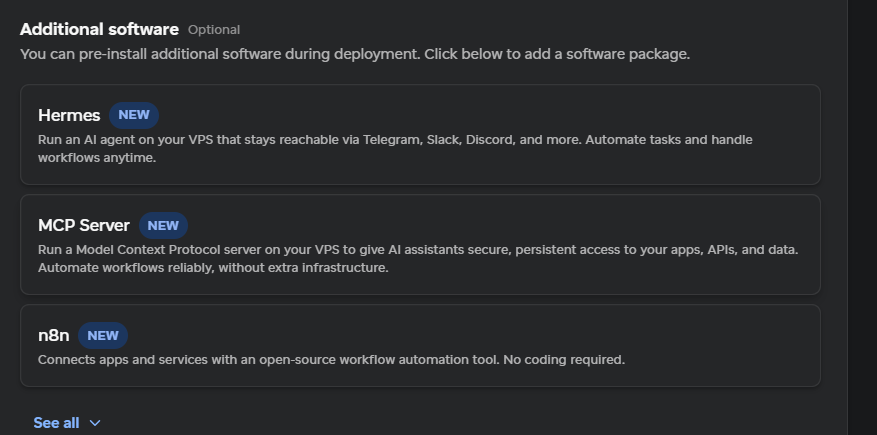 Additional software Optional
You can pre-install additional software during deployment. Click below to add a software package.
Hermes NEW
Run an AI agent on your VPS that stays reachable via Telegram, Slack, Discord, and more. Automate tasks and handle
workflows anytime.
MCP Server NEW
Run a Model Context Protocol server on your VPS to give AI assistants secure, persistent access to your apps, APIs, and data.
Automate workflows reliably, without extra infrastructure.
n8n NEW
Connects apps and services with an open-source workflow automation tool. No coding required.
See all